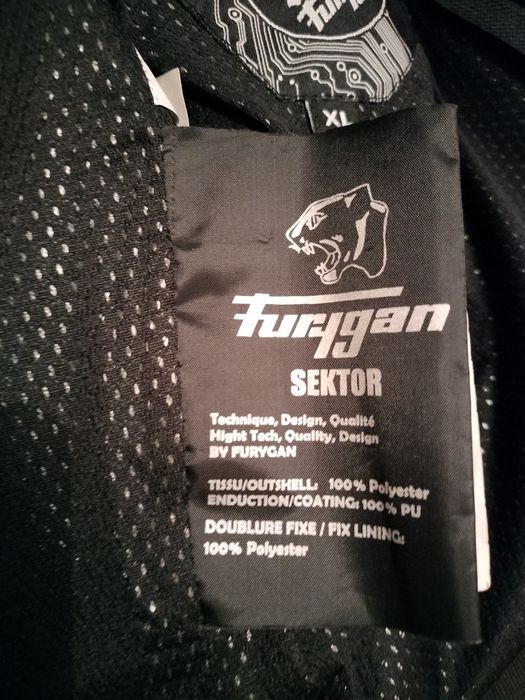 Furygan
XL
Furygan
SEKTOR
Technique, Design, Qualité
Hight Tech, Quality, Design
BY FURYGAN
TISSU/OUTSHELL: 100% Polyester
ENDUCTION/COATING: 100% PU
DOUBLURE FIXE / FIX LINING:
100% Polyester